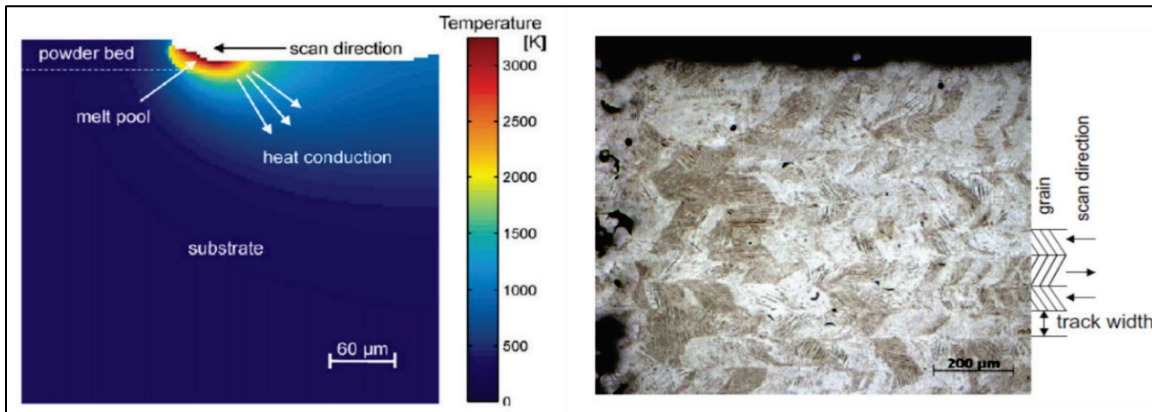 Temperature
[K]
powder bed
scan direction
melt pool
heat conduction
substrate
60 µm
3000
2500
2000
1500
1000
500
0
grain
scan direction
track width
200 µm